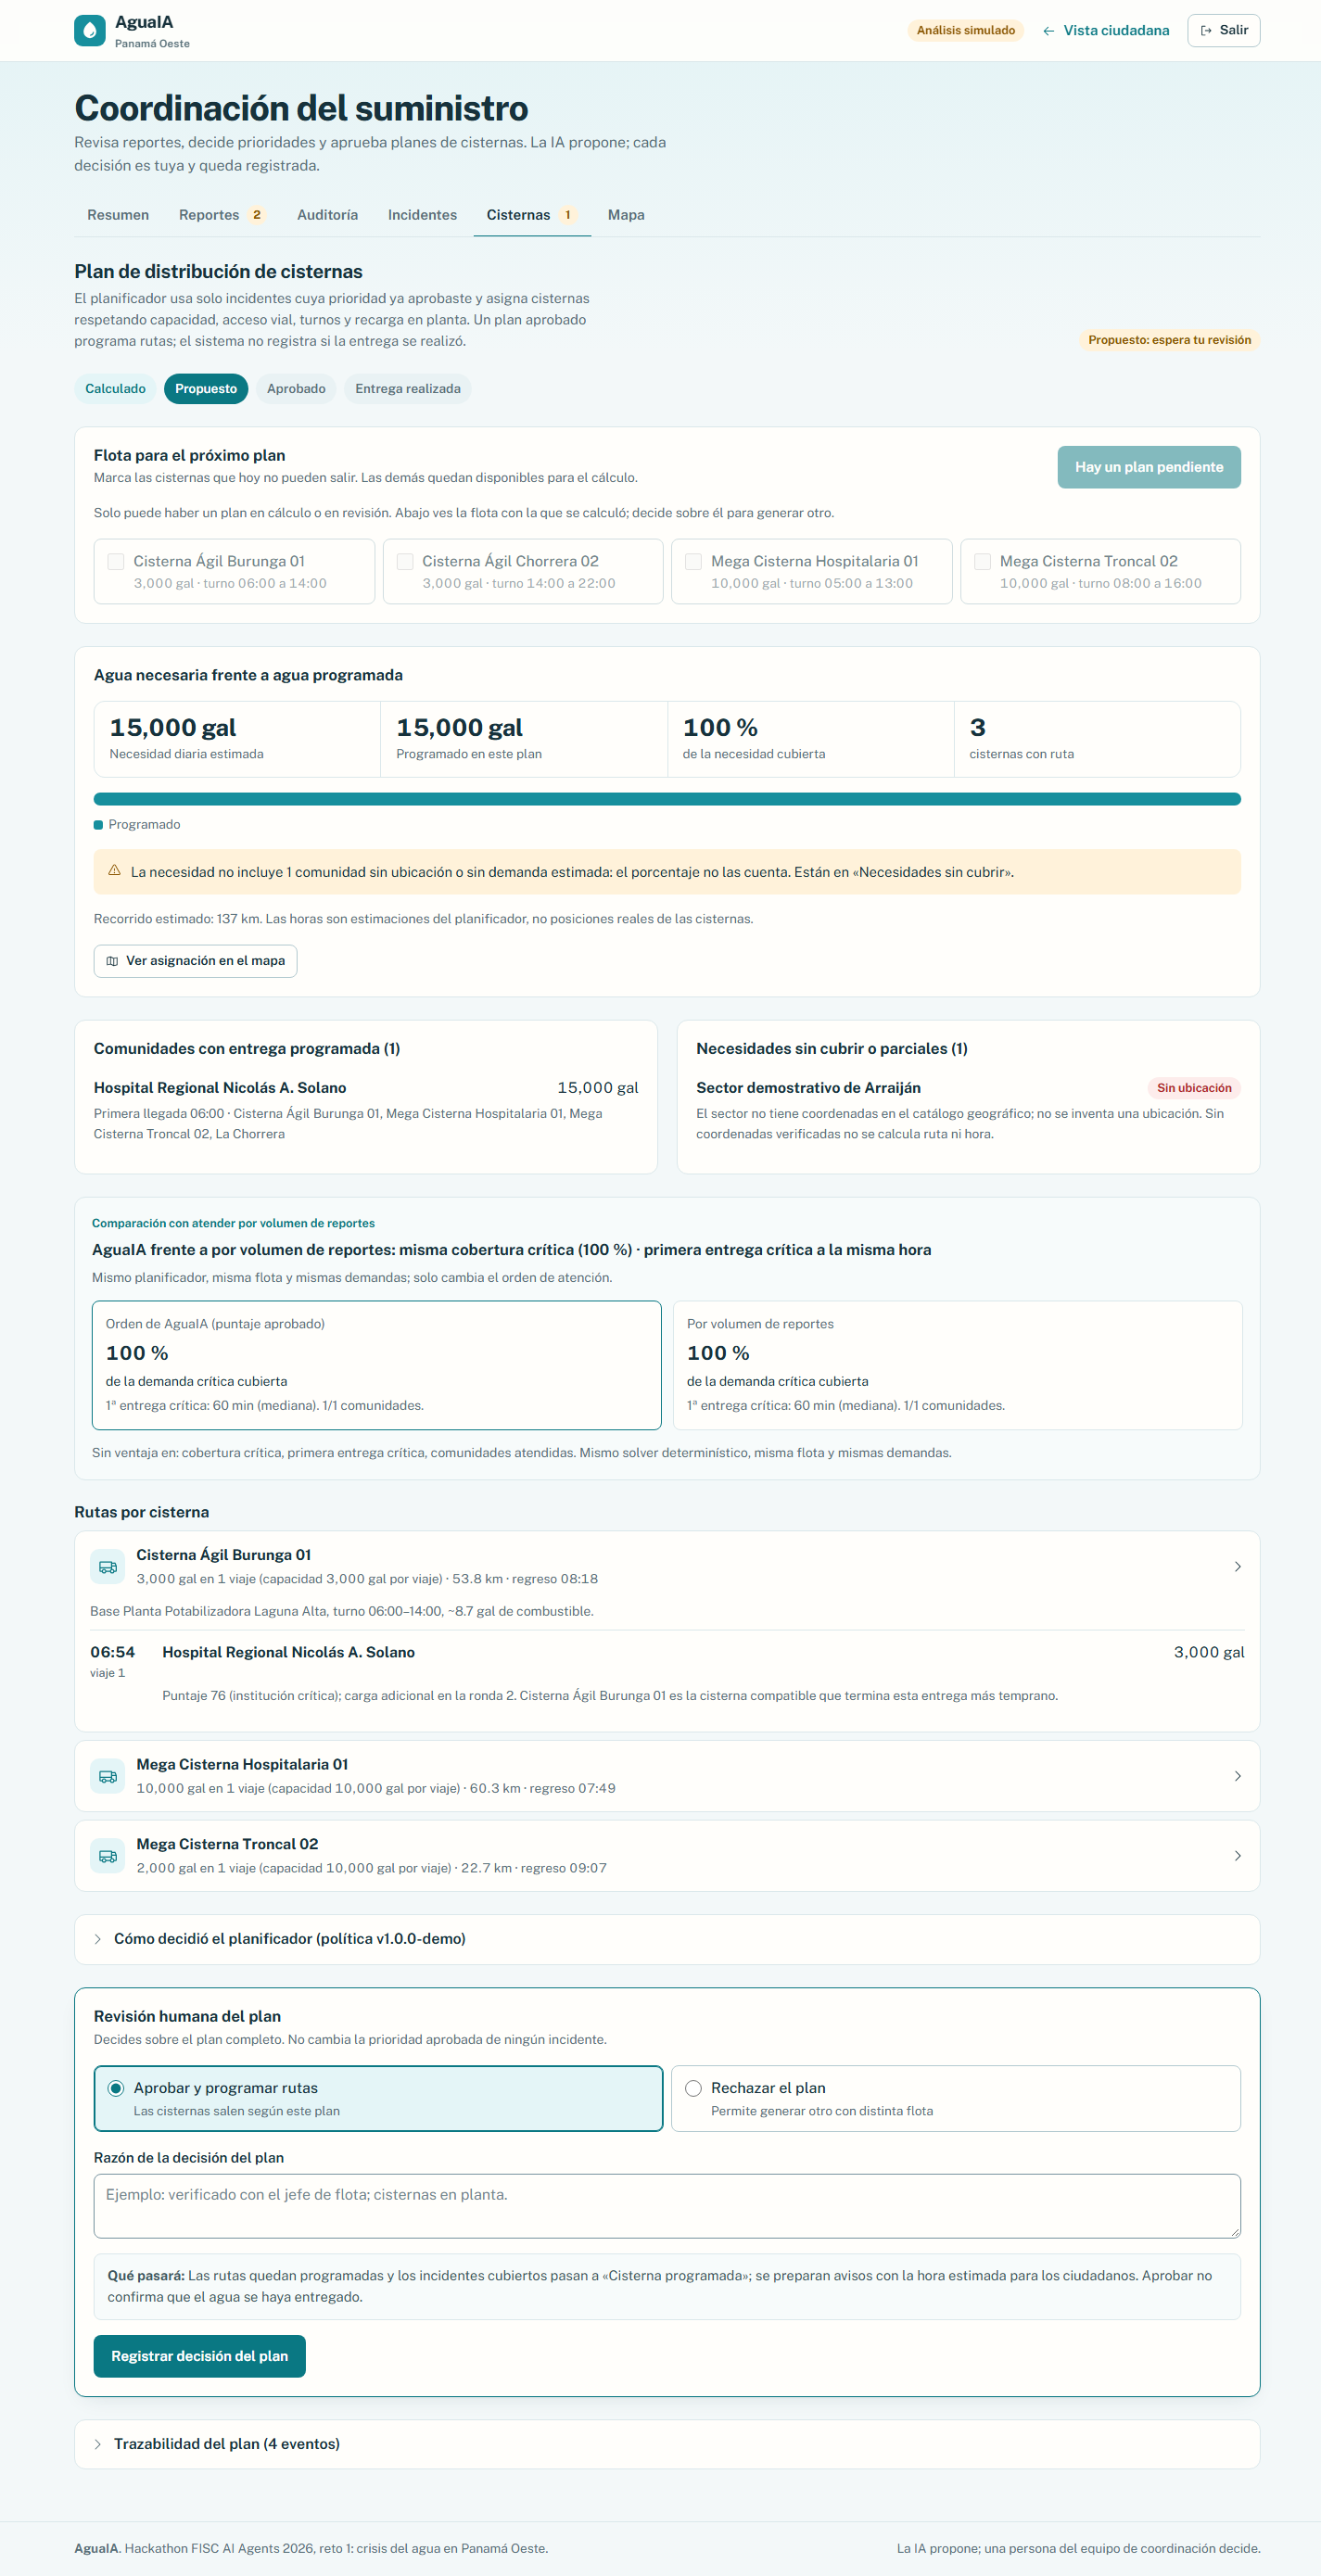 AguaIA
Panamá Oeste
Análisis simulado
← Vista ciudadana
Salir
Coordinación del suministro
Revisa reportes, decide prioridades y aprueba planes de cisternas. La IA propone; cada
decisión es tuya y queda registrada.
Resumen
Reportes 2
Auditoría
Incidentes
Cisternas 1
Mapa
Plan de distribución de cisternas
El planificador usa solo incidentes cuya prioridad ya aprobaste y asigna cisternas
respetando capacidad, acceso vial, turnos y recarga en planta. Un plan aprobado
programa rutas; el sistema no registra si la entrega se realizó.
Propuesto: espera tu revisión
Calculado
Propuesto
Aprobado
Entrega realizada
Flota para el próximo plan
Marca las cisternas que hoy no pueden salir. Las demás quedan disponibles para el cálculo.
Hay un plan pendiente
Solo puede haber un plan en cálculo o en revisión. Abajo ves la flota con la que se calculó; decide sobre él para generar otro.
Cisterna Ágil Burunga 01
3,000 gal · turno 06:00 a 14:00
Cisterna Ágil Chorrera 02
3,000 gal · turno 14:00 a 22:00
Mega Cisterna Hospitalaria 01
10,000 gal · turno 05:00 a 13:00
Mega Cisterna Troncal 02
10,000 gal · turno 08:00 a 16:00
Agua necesaria frente a agua programada
15,000 gal
Necesidad diaria estimada
15,000 gal
Programado en este plan
100 %
de la necesidad cubierta
3
cisternas con ruta
Programado
La necesidad no incluye 1 comunidad sin ubicación o sin demanda estimada: el porcentaje no las cuenta. Están en «Necesidades sin cubrir».
Recorrido estimado: 137 km. Las horas son estimaciones del planificador, no posiciones reales de las cisternas.
Ver asignación en el mapa
Comunidades con entrega programada (1)
Hospital Regional Nicolás A. Solano
15,000 gal
Primera llegada 06:00 · Cisterna Ágil Burunga 01, Mega Cisterna Hospitalaria 01, Mega
Cisterna Troncal 02, La Chorrera
Necesidades sin cubrir o parciales (1)
Sector demostrativo de Arraiján
Sin ubicación
El sector no tiene coordenadas en el catálogo geográfico; no se inventa una ubicación. Sin
coordenadas verificadas no se calcula ruta ni hora.
Comparación con atender por volumen de reportes
AguaIA frente a por volumen de reportes: misma cobertura crítica (100 %) · primera entrega crítica a la misma hora
Mismo planificador, misma flota y mismas demandas; solo cambia el orden de atención.
Orden de AguaIA (puntaje aprobado)
100 %
de la demanda crítica cubierta
1ª entrega crítica: 60 min (mediana). 1/1 comunidades.
Por volumen de reportes
100 %
de la demanda crítica cubierta
1ª entrega crítica: 60 min (mediana). 1/1 comunidades.
Sin ventaja en: cobertura crítica, primera entrega crítica, comunidades atendidas. Mismo solver determinístico, misma flota y mismas demandas.
Rutas por cisterna
Cisterna Ágil Burunga 01
3,000 gal en 1 viaje (capacidad 3,000 gal por viaje) · 53.8 km · regreso 08:18
Base Planta Potabilizadora Laguna Alta, turno 06:00–14:00, ~8.7 gal de combustible.
06:54
viaje 1
Hospital Regional Nicolás A. Solano
3,000 gal
Puntaje 76 (institución crítica); carga adicional en la ronda 2. Cisterna Ágil Burunga 01 es la cisterna compatible que termina esta entrega más temprano.
Mega Cisterna Hospitalaria 01
10,000 gal en 1 viaje (capacidad 10,000 gal por viaje) · 60.3 km · regreso 07:49
Mega Cisterna Troncal 02
2,000 gal en 1 viaje (capacidad 10,000 gal por viaje) · 22.7 km · regreso 09:07
Cómo decidió el planificador (política v1.0.0-demo)
Revisión humana del plan
Decides sobre el plan completo. No cambia la prioridad aprobada de ningún incidente.
Aprobar y programar rutas
Las cisternas salen según este plan
Rechazar el plan
Permite generar otro con distinta flota
Razón de la decisión del plan
Ejemplo: verificado con el jefe de flota; cisternas en planta.
Qué pasará: Las rutas quedan programadas y los incidentes cubiertos pasan a «Cisterna programada»; se preparan avisos con la hora estimada para los ciudadanos. Aprobar no
confirma que el agua se haya entregado.
Registrar decisión del plan
Trazabilidad del plan (4 eventos)
AguaIA. Hackathon FISC AI Agents 2026, reto 1: crisis del agua en Panamá Oeste.
La IA propone; una persona del equipo de coordinación decide.